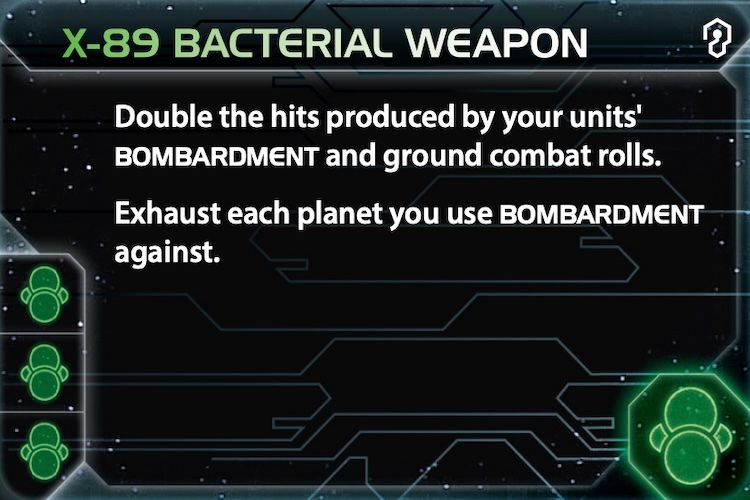 X-89 BACTERIAL WEAPON
Double the hits produced by your units'
BOMBARDMENT and ground combat rolls.
Exhaust each planet you use BOMBARDMENT
against.